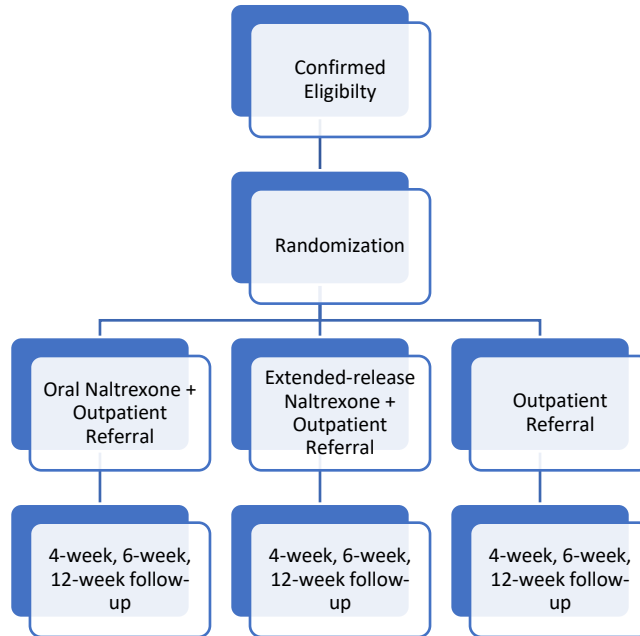 Confirmed
Eligibilty
Randomization
Oral Naltrexone +
Outpatient
Referral
Extended-release
Naltrexone +
Outpatient
Referral
Outpatient
Referral
4-week, 6-week,
12-week follow-
up
4-week, 6-week,
12-week follow-
up
4-week, 6-week,
12-week follow-
up